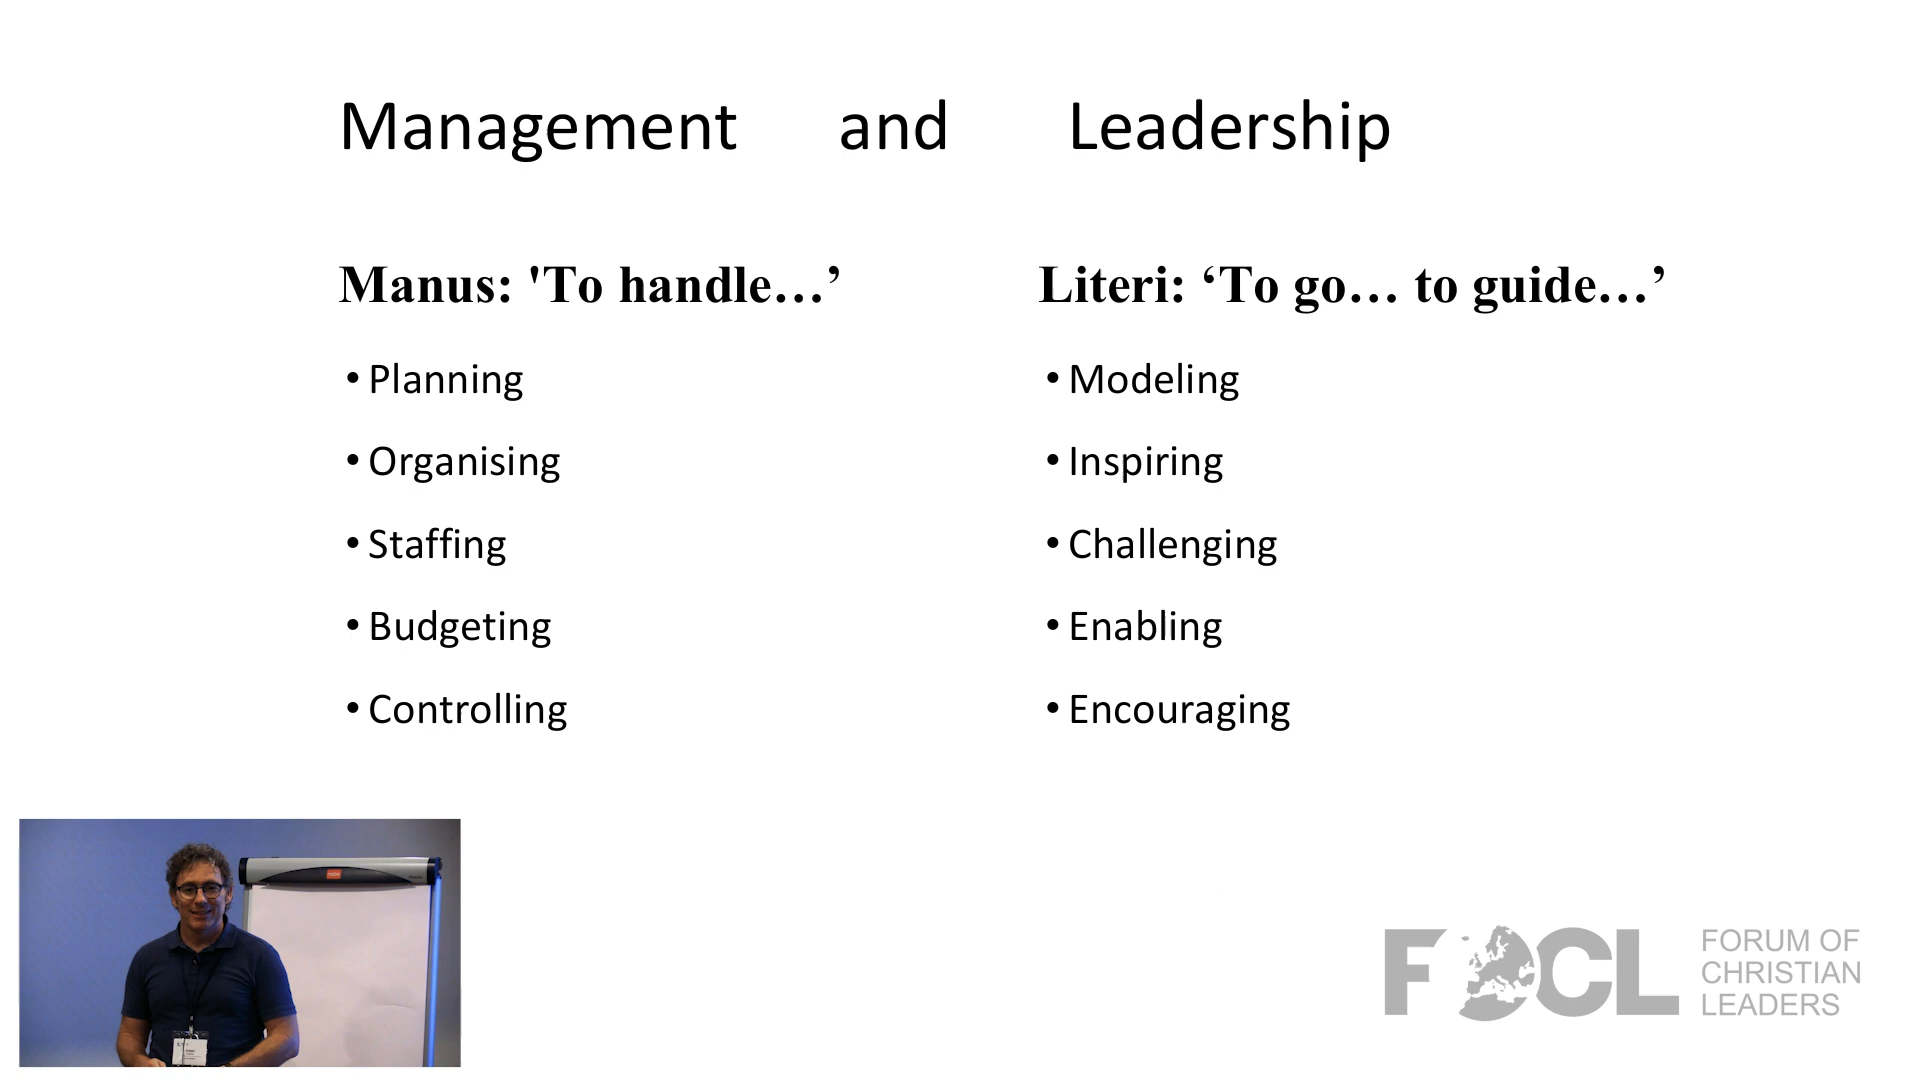 Management and Leadership
Manus: 'To handle…’
• Planning
• Organising
• Staffing
• Budgeting
• Controlling
Literi: ‘To go… to guide…’
• Modeling
• Inspiring
• Challenging
• Enabling
• Encouraging
FOCL
FORUM OF
CHRISTIAN
LEADERS